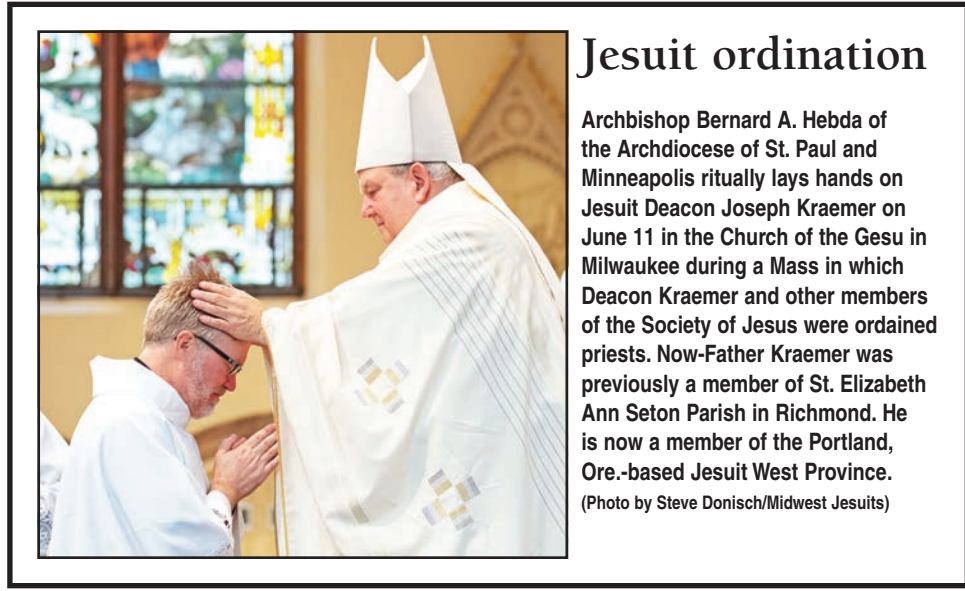 Jesuit ordination
Archbishop Bernard A. Hebda of
the Archdiocese of St. Paul and
Minneapolis ritually lays hands on
Jesuit Deacon Joseph Kraemer on
June 11 in the Church of the Gesu in
Milwaukee during a Mass in which
Deacon Kraemer and other members
of the Society of Jesus were ordained
priests. Now-Father Kraemer was
previously a member of St. Elizabeth
Ann Seton Parish in Richmond. He
is now a member of the Portland,
Ore.-based Jesuit West Province.
(Photo by Steve Donisch/Midwest Jesuits)